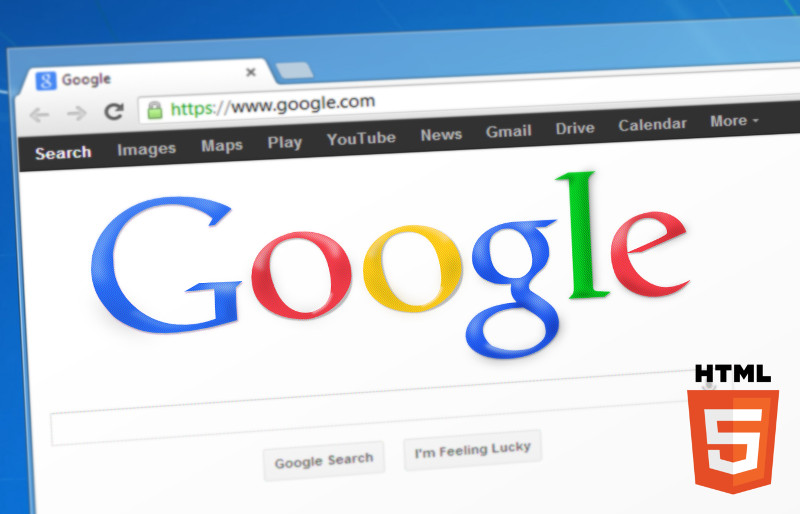 Google
https://www.google.com
Search Images Maps Play YouTube News Gmail Drive Calendar More
Google
HTML
5
Google Search I'm Feeling Lucky